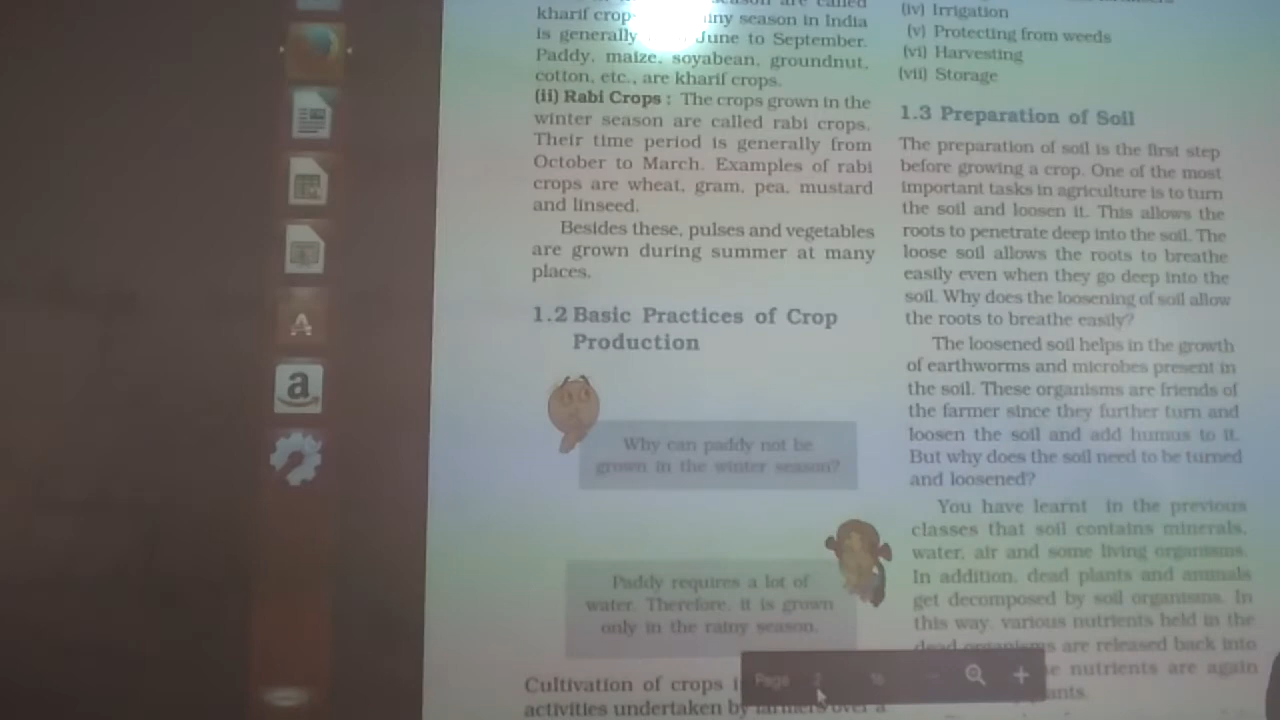 season are called
kharif crop iny season in India
is generally June to September.
Paddy, maize, soyabean, groundnut,
cotton, etc., are kharif crops.
(ii) Rabi Crops : The crops grown in the
winter season are called rabi crops.
Their time period is generally from
October to March. Examples of rabi
crops are wheat, gram, pea, mustard
and linseed.
Besides these, pulses and vegetables
are grown during summer at many
places.
1.2 Basic Practices of Crop
Production
Why can paddy not be
grown in the winter season?
Paddy requires a lot of
water. Therefore, it is grown
only in the rainy season.
Cultivation of crops i
activities undertaken by farmers over a
(iv) Irrigation
(v) Protecting from weeds
(vi) Harvesting
(vii) Storage
1.3 Preparation of Soil
The preparation of soil is the first step
before growing a crop. One of the most
important tasks in agriculture is to turn
the soil and loosen it. This allows the
roots to penetrate deep into the soil. The
loose soil allows the roots to breathe
easily even when they go deep into the
soil. Why does the loosening of soil allow
the roots to breathe easily?
The loosened soil helps in the growth
of earthworms and microbes present in
the soil. These organisms are friends of
the farmer since they further turn and
loosen the soil and add humus to it.
But why does the soil need to be turned
and loosened?
You have learnt in the previous
classes that soil contains minerals,
water, air and some living organisms.
In addition, dead plants and animals
get decomposed by soil organisms. In
this way, various nutrients held in the
dead organisms are released back into
e nutrients are again
ants.
Page 2 16
A
a